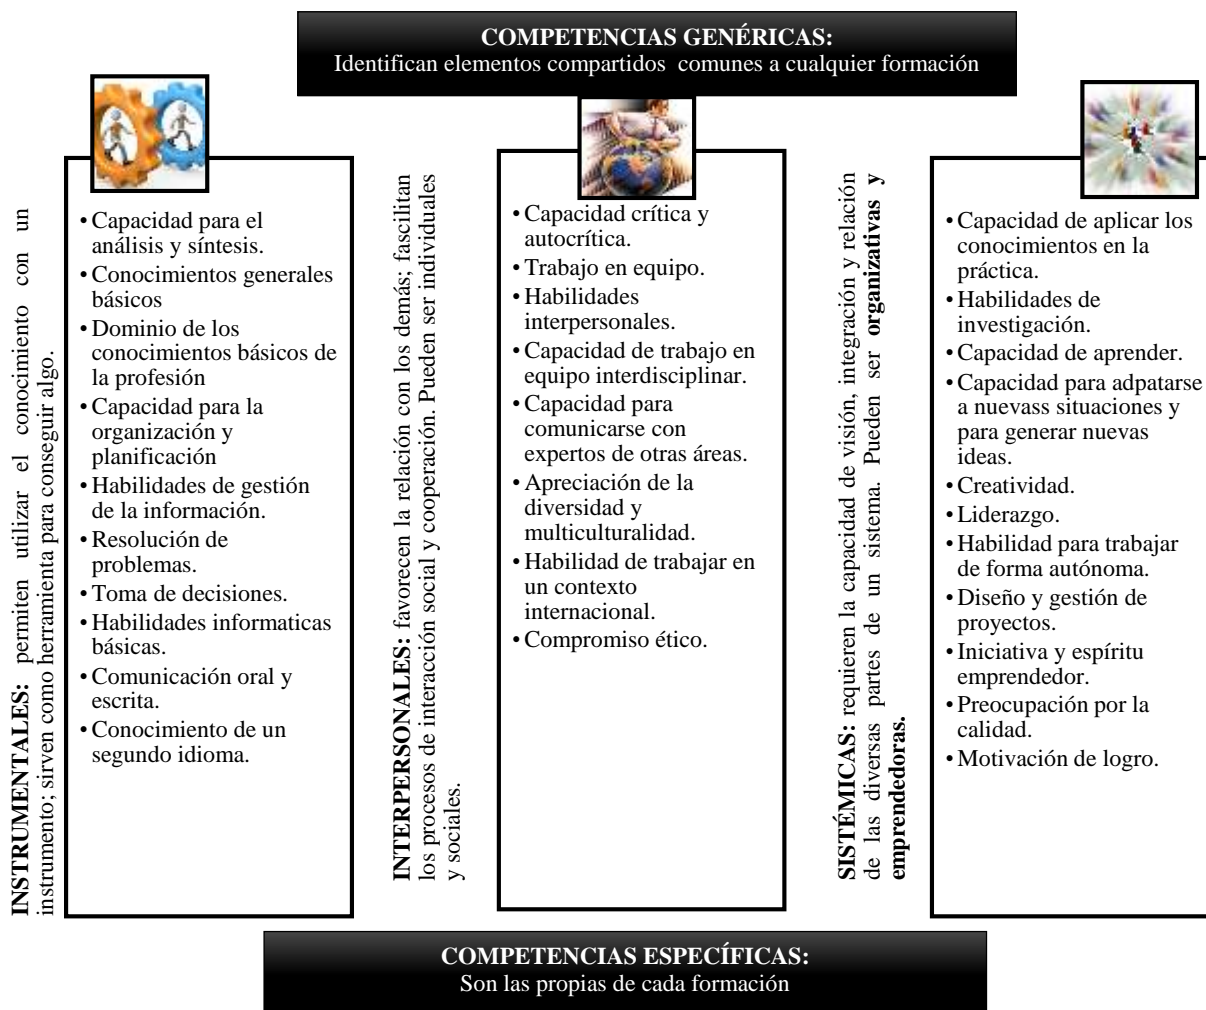 COMPETENCIAS GENÉRICAS:
Identifican elementos compartidos comunes a cualquier formación
INSTRUMENTALES: permiten utilizar el conocimiento con un
instrumento; sirven como herramienta para conseguir algo.
• Capacidad para el
análisis y síntesis.
• Conocimientos generales
básicos
• Dominio de los
conocimientos básicos de
la profesión
• Capacidad para la
organización y
planificación
• Habilidades de gestión
de la información.
• Resolución de
problemas.
• Toma de decisiones.
• Habilidades informaticas
básicas.
• Comunicación oral y
escrita.
• Conocimiento de un
segundo idioma.
INTERPERSONALES: favorecen la relación con los demás; fascilitan
los procesos de interacción social y cooperación. Pueden ser individuales
y sociales.
• Capacidad crítica y
autocrítica.
• Trabajo en equipo.
• Habilidades
interpersonales.
• Capacidad de trabajo en
equipo interdisciplinar.
• Capacidad para
comunicarse con
expertos de otras áreas.
• Apreciación de la
diversidad y
multiculturalidad.
• Habilidad de trabajar en
un contexto
internacional.
• Compromiso ético.
SISTÉMICAS: requieren la capacidad de visión, integración y relación
de las diversas partes de un sistema. Pueden ser organizativas y
emprendedoras.
• Capacidad de aplicar los
conocimientos en la
práctica.
• Habilidades de
investigación.
• Capacidad de aprender.
• Capacidad para adpatarse
a nuevass situaciones y
para generar nuevas
ideas.
• Creatividad.
• Liderazgo.
• Habilidad para trabajar
de forma autónoma.
• Diseño y gestión de
proyectos.
• Iniciativa y espíritu
emprendedor.
• Preocupación por la
calidad.
• Motivación de logro.
COMPETENCIAS ESPECÍFICAS:
Son las propias de cada formación